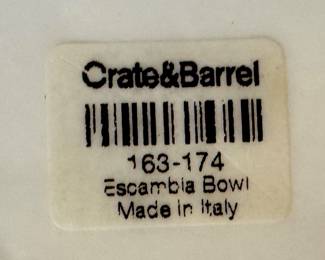 Crate&Barrel
163-174
Escambia Bowl
Made in Italy